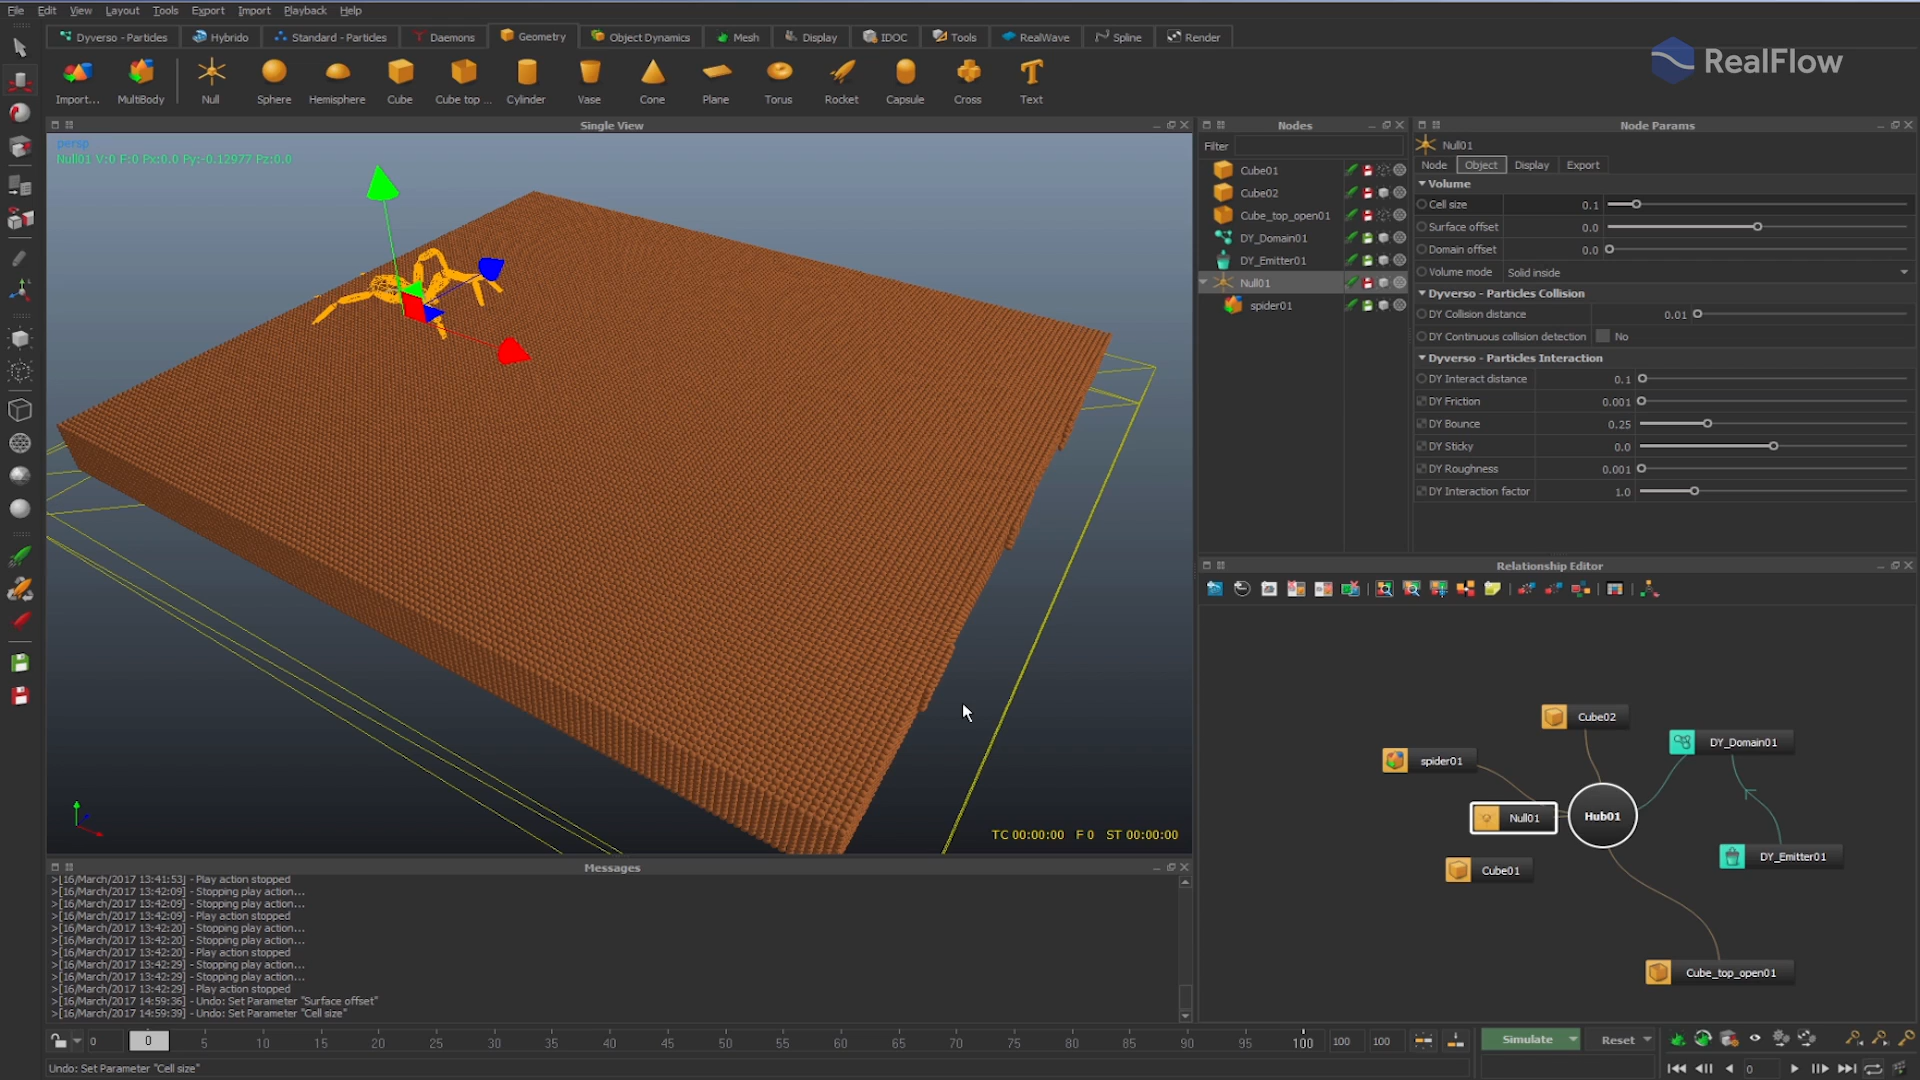 File Edit View Layout Tools Export Import Playback Help
Dyverso - Particles Hybrido Standard - Particles Daemons Geometry Object Dynamics Mesh Display IDOC Tools RealWave Spline Render
RealFlow
Import... MultiBody Null Sphere Hemisphere Cube Cube top ... Cylinder Vase Cone Plane Torus Rocket Capsule Cross Text
Single View
persp
Null01 V:0 F:0 Px:0.0 Py:-0.12977 Pz:0.0
TC 00:00:00 F 0 ST 00:00:00
Nodes
Filter
Cube01
Cube02
Cube_top_open01
DY_Domain01
DY_Emitter01
Null01
spider01
Node Params
Null01
Node Object Display Export
Volume
Cell size 0.1
Surface offset 0.0
Domain offset 0.0
Volume mode Solid inside
Dyverso - Particles Collision
DY Collision distance 0.01
DY Continuous collision detection No
Dyverso - Particles Interaction
DY Interact distance 0.1
DY Friction 0.001
DY Bounce 0.25
DY Sticky 0.0
DY Roughness 0.001
DY Interaction factor 1.0
Relationship Editor
Cube02
DY_Domain01
spider01
Null01
Hub01
DY_Emitter01
Cube01
Cube_top_open01
Messages
>[16/March/2017 13:41:53] - Play action stopped
>[16/March/2017 13:42:09] - Stopping play action...
>[16/March/2017 13:42:09] - Stopping play action...
>[16/March/2017 13:42:09] - Play action stopped
>[16/March/2017 13:42:20] - Stopping play action...
>[16/March/2017 13:42:20] - Stopping play action...
>[16/March/2017 13:42:20] - Play action stopped
>[16/March/2017 13:42:29] - Stopping play action...
>[16/March/2017 13:42:29] - Stopping play action...
>[16/March/2017 13:42:29] - Play action stopped
>[16/March/2017 14:59:36] - Undo: Set Parameter "Surface offset"
>[16/March/2017 14:59:39] - Undo: Set Parameter "Cell size"
0 0 5 10 15 20 25 30 35 40 45 50 55 60 65 70 75 80 85 90 95 100 100 100
Simulate Reset
Undo: Set Parameter "Cell size"
0